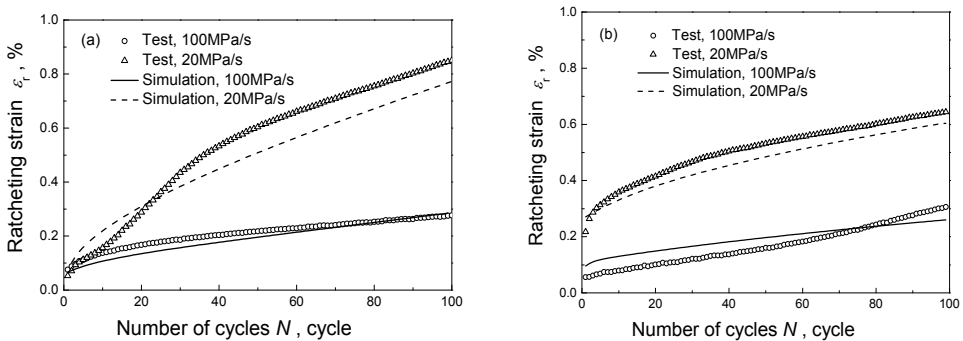 (a)
Test, 100MPa/s
Test, 20MPa/s
Simulation, 100MPa/s
Simulation, 20MPa/s
Ratcheting strain εr , %
1.0
0.8
0.6
0.4
0.2
0.0
0 20 40 60 80 100
Number of cycles N , cycle
(b)
Test, 100MPa/s
Test, 20MPa/s
Simulation, 100MPa/s
Simulation, 20MPa/s
Ratcheting strain εr , %
1.0
0.8
0.6
0.4
0.2
0.0
0 20 40 60 80 100
Number of cycles N , cycle